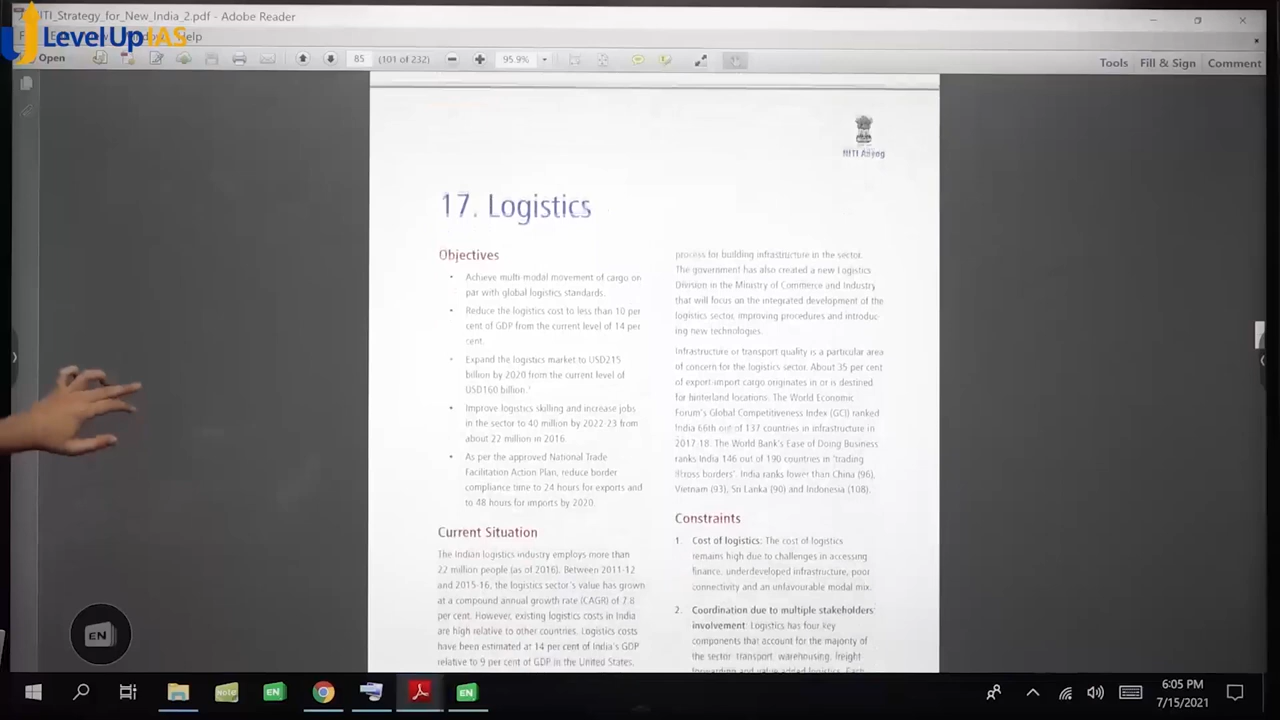 NITI_Strategy_for_New_India_2.pdf - Adobe Reader
LevelUp IAS
Help
Open
85
(101 of 232)
95.9%
Tools
Fill & Sign
Comment
NITI Aayog
17. Logistics
Objectives
• Achieve multi-modal movement of cargo on
par with global logistics standards.
• Reduce the logistics cost to less than 10 per
cent of GDP from the current level of 14 per
cent.
• Expand the logistics market to USD215
billion by 2020 from the current level of
USD160 billion.¹
• Improve logistics skilling and increase jobs
in the sector to 40 million by 2022-23 from
about 22 million in 2016.
• As per the approved National Trade
Facilitation Action Plan, reduce border
compliance time to 24 hours for exports and
to 48 hours for imports by 2020.
Current Situation
The Indian logistics industry employs more than
22 million people (as of 2016). Between 2011-12
and 2015-16, the logistics sector's value has grown
at a compound annual growth rate (CAGR) of 7.8
per cent. However, existing logistics costs in India
are high relative to other countries. Logistics costs
have been estimated at 14 per cent of India's GDP
relative to 9 per cent of GDP in the United States.
process for building infrastructure in the sector.
The government has also created a new Logistics
Division in the Ministry of Commerce and Industry
that will focus on the integrated development of the
logistics sector, improving procedures and introduc-
ing new technologies.
Infrastructure or transport quality is a particular area
of concern for the logistics sector. About 35 per cent
of export-import cargo originates in or is destined
for hinterland locations. The World Economic
Forum's Global Competitiveness Index (GCI) ranked
India 66th out of 137 countries in infrastructure in
2017-18. The World Bank's Ease of Doing Business
ranks India 146 out of 190 countries in 'trading
across borders'. India ranks lower than China (96),
Vietnam (93), Sri Lanka (90) and Indonesia (108).
Constraints
1. Cost of logistics: The cost of logistics
remains high due to challenges in accessing
finance, underdeveloped infrastructure, poor
connectivity and an unfavourable modal mix.
2. Coordination due to multiple stakeholders'
involvement: Logistics has four key
components that account for the majority of
the sector: transport, warehousing, freight
forwarding and value added logistics. Each
EN
Note
EN
EN
6:05 PM
7/15/2021